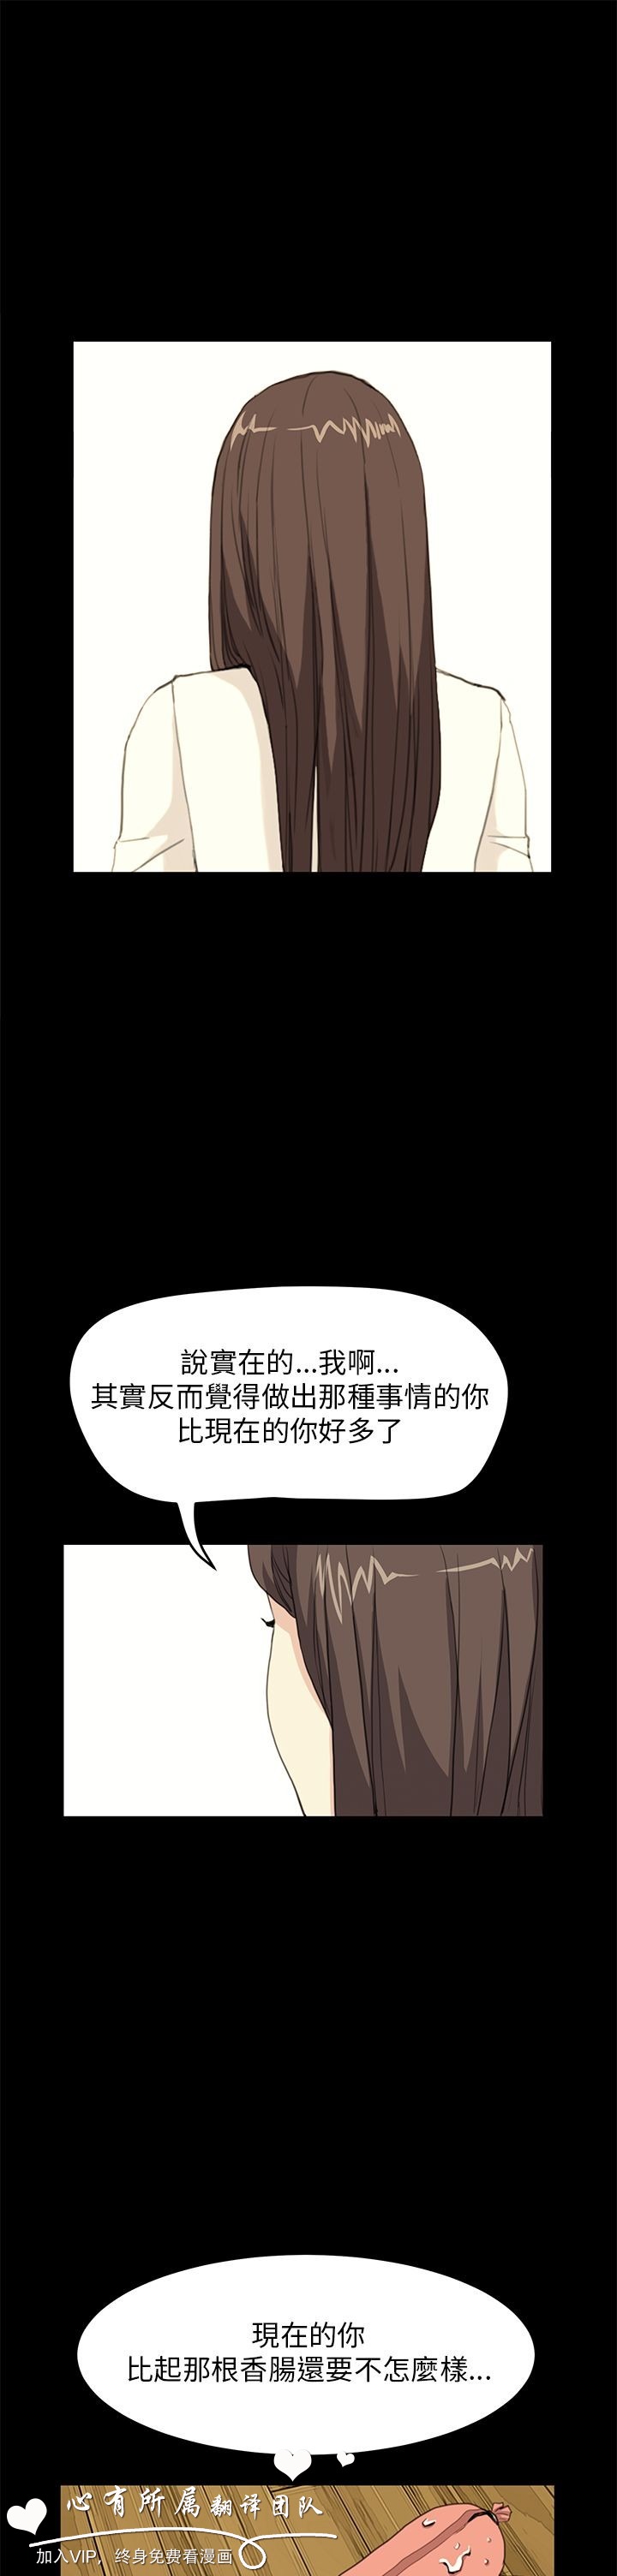 說實在的...我啊...
其實反而覺得做出那種事情的你
比現在的你好多了
現在的你
比起那根香腸還要不怎麼樣...
心有所属翻译团队
加入VIP，终身免费看漫画